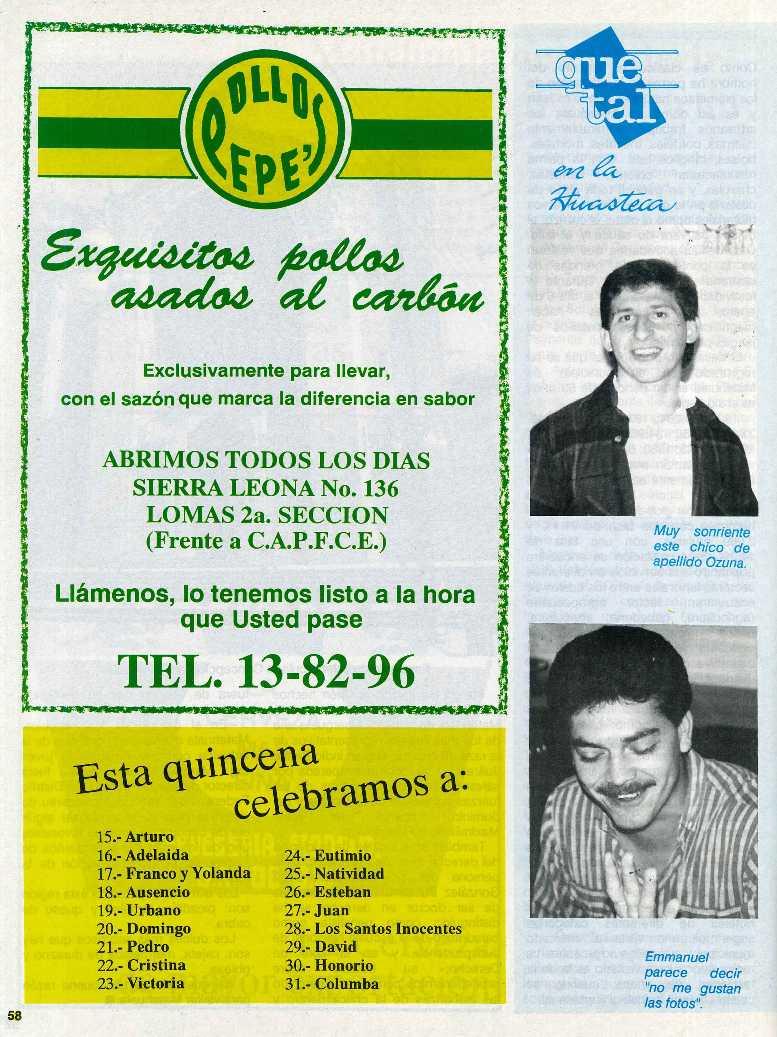 POLLOS
PEPE'S
Exquisitos pollos
asados al carbón
Exclusivamente para llevar,
con el sazón que marca la diferencia en sabor
ABRIMOS TODOS LOS DIAS
SIERRA LEONA No. 136
LOMAS 2a. SECCION
(Frente a C.A.P.F.C.E.)
Llámenos, lo tenemos listo a la hora
que Usted pase
TEL. 13-82-96
Esta quincena
celebramos a:
15.- Arturo
16.- Adelaida
17.- Franco y Yolanda
18.- Ausencio
19.- Urbano
20.- Domingo
21.- Pedro
22.- Cristina
23.- Victoria
24.- Eutimio
25.- Natividad
26.- Esteban
27.- Juan
28.- Los Santos Inocentes
29.- David
30.- Honorio
31.- Columba
que
tal
en la
Huasteca
Muy sonriente
este chico de
apellido Ozuna.
Emmanuel
parece decir
"no me gustan
las fotos".
58